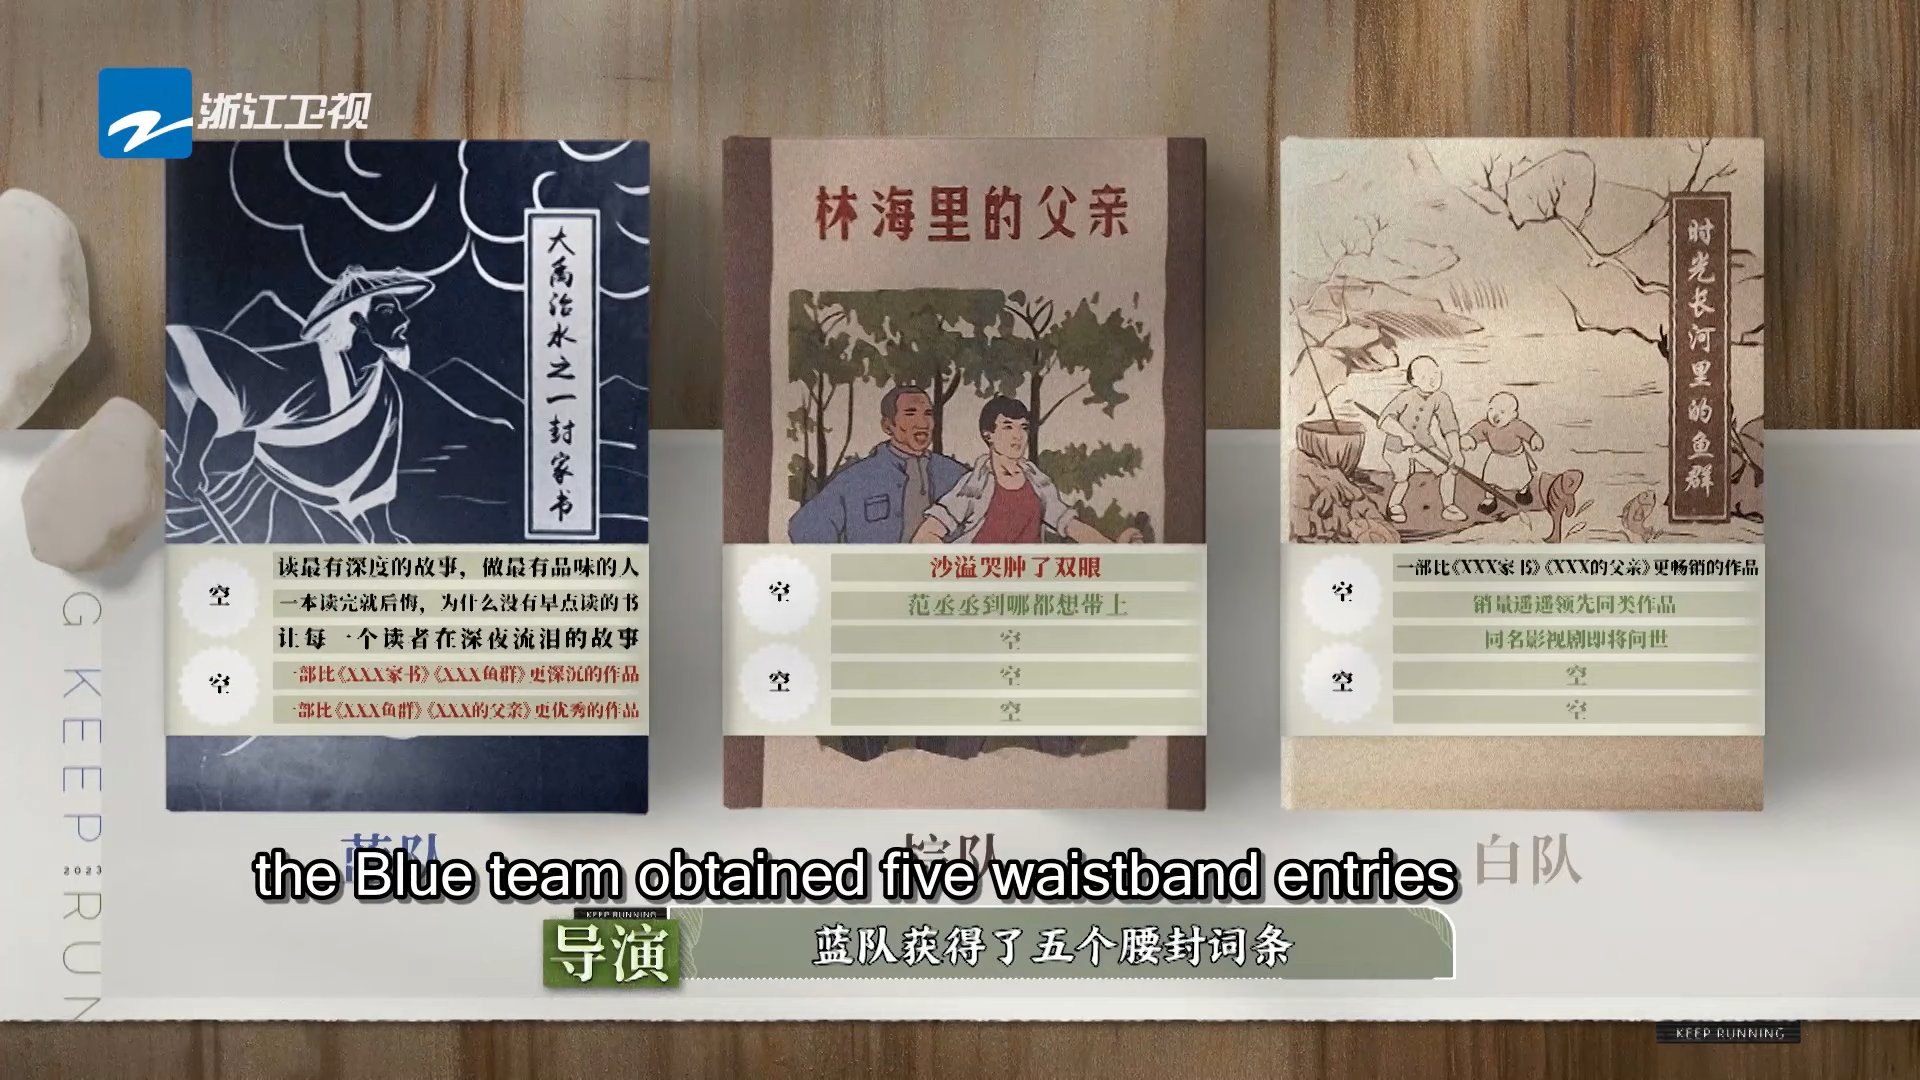 浙江卫视
大禹治水之一封家书
读最有深度的故事，做最有品味的人
一本读完就后悔，为什么没有早点读的书
让每一个读者在深夜流泪的故事
一部比《XXX家书》《XXX鱼群》更深沉的作品
一部比《XXX鱼群》《XXX的父亲》更优秀的作品
空
空
蓝队
林海里的父亲
沙溢哭肿了双眼
范丞丞到哪都想带上
空
空
空
空
空
棕队
时光长河里的鱼群
一部比《XXX家书》《XXX的父亲》更畅销的作品
销量遥遥领先同类作品
同名影视剧即将问世
空
空
空
空
白队
the Blue team obtained five waistband entries
KEEP RUNNING
导演
蓝队获得了五个腰封词条
G KEEP RUN
2023
KEEP RUNNING